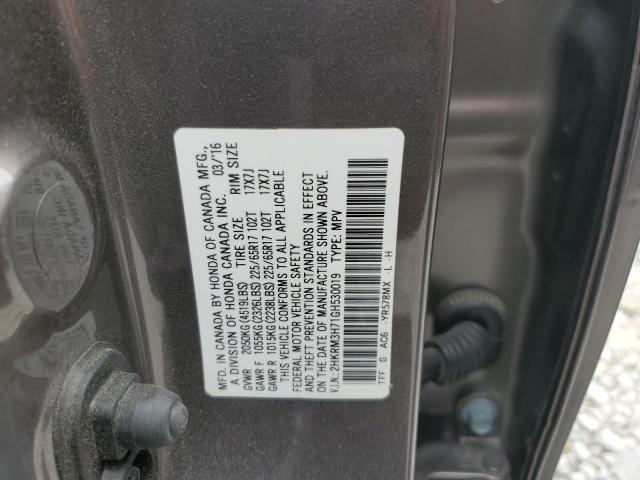 MFD. IN CANADA BY HONDA OF CANADA MFG.,
A DIVISION OF HONDA CANADA INC. 03/'16
TIRE SIZE RIM SIZE
GVWR 2050KG(4519LBS)
GAWR F 1055KG(2326LBS) 225/65R17 102T 17X7J
GAWR R 1015KG(2238LBS) 225/65R17 102T 17X7J
THIS VEHICLE CONFORMS TO ALL APPLICABLE
FEDERAL MOTOR VEHICLE SAFETY,
AND THEFT PREVENTION STANDARDS IN EFFECT
ON THE DATE OF MANUFACTURE SHOWN ABOVE.
V.I.N.: 2HKRM3H71GH530019 TYPE: MPV
TFF G AC6 -YR578MX -L -H